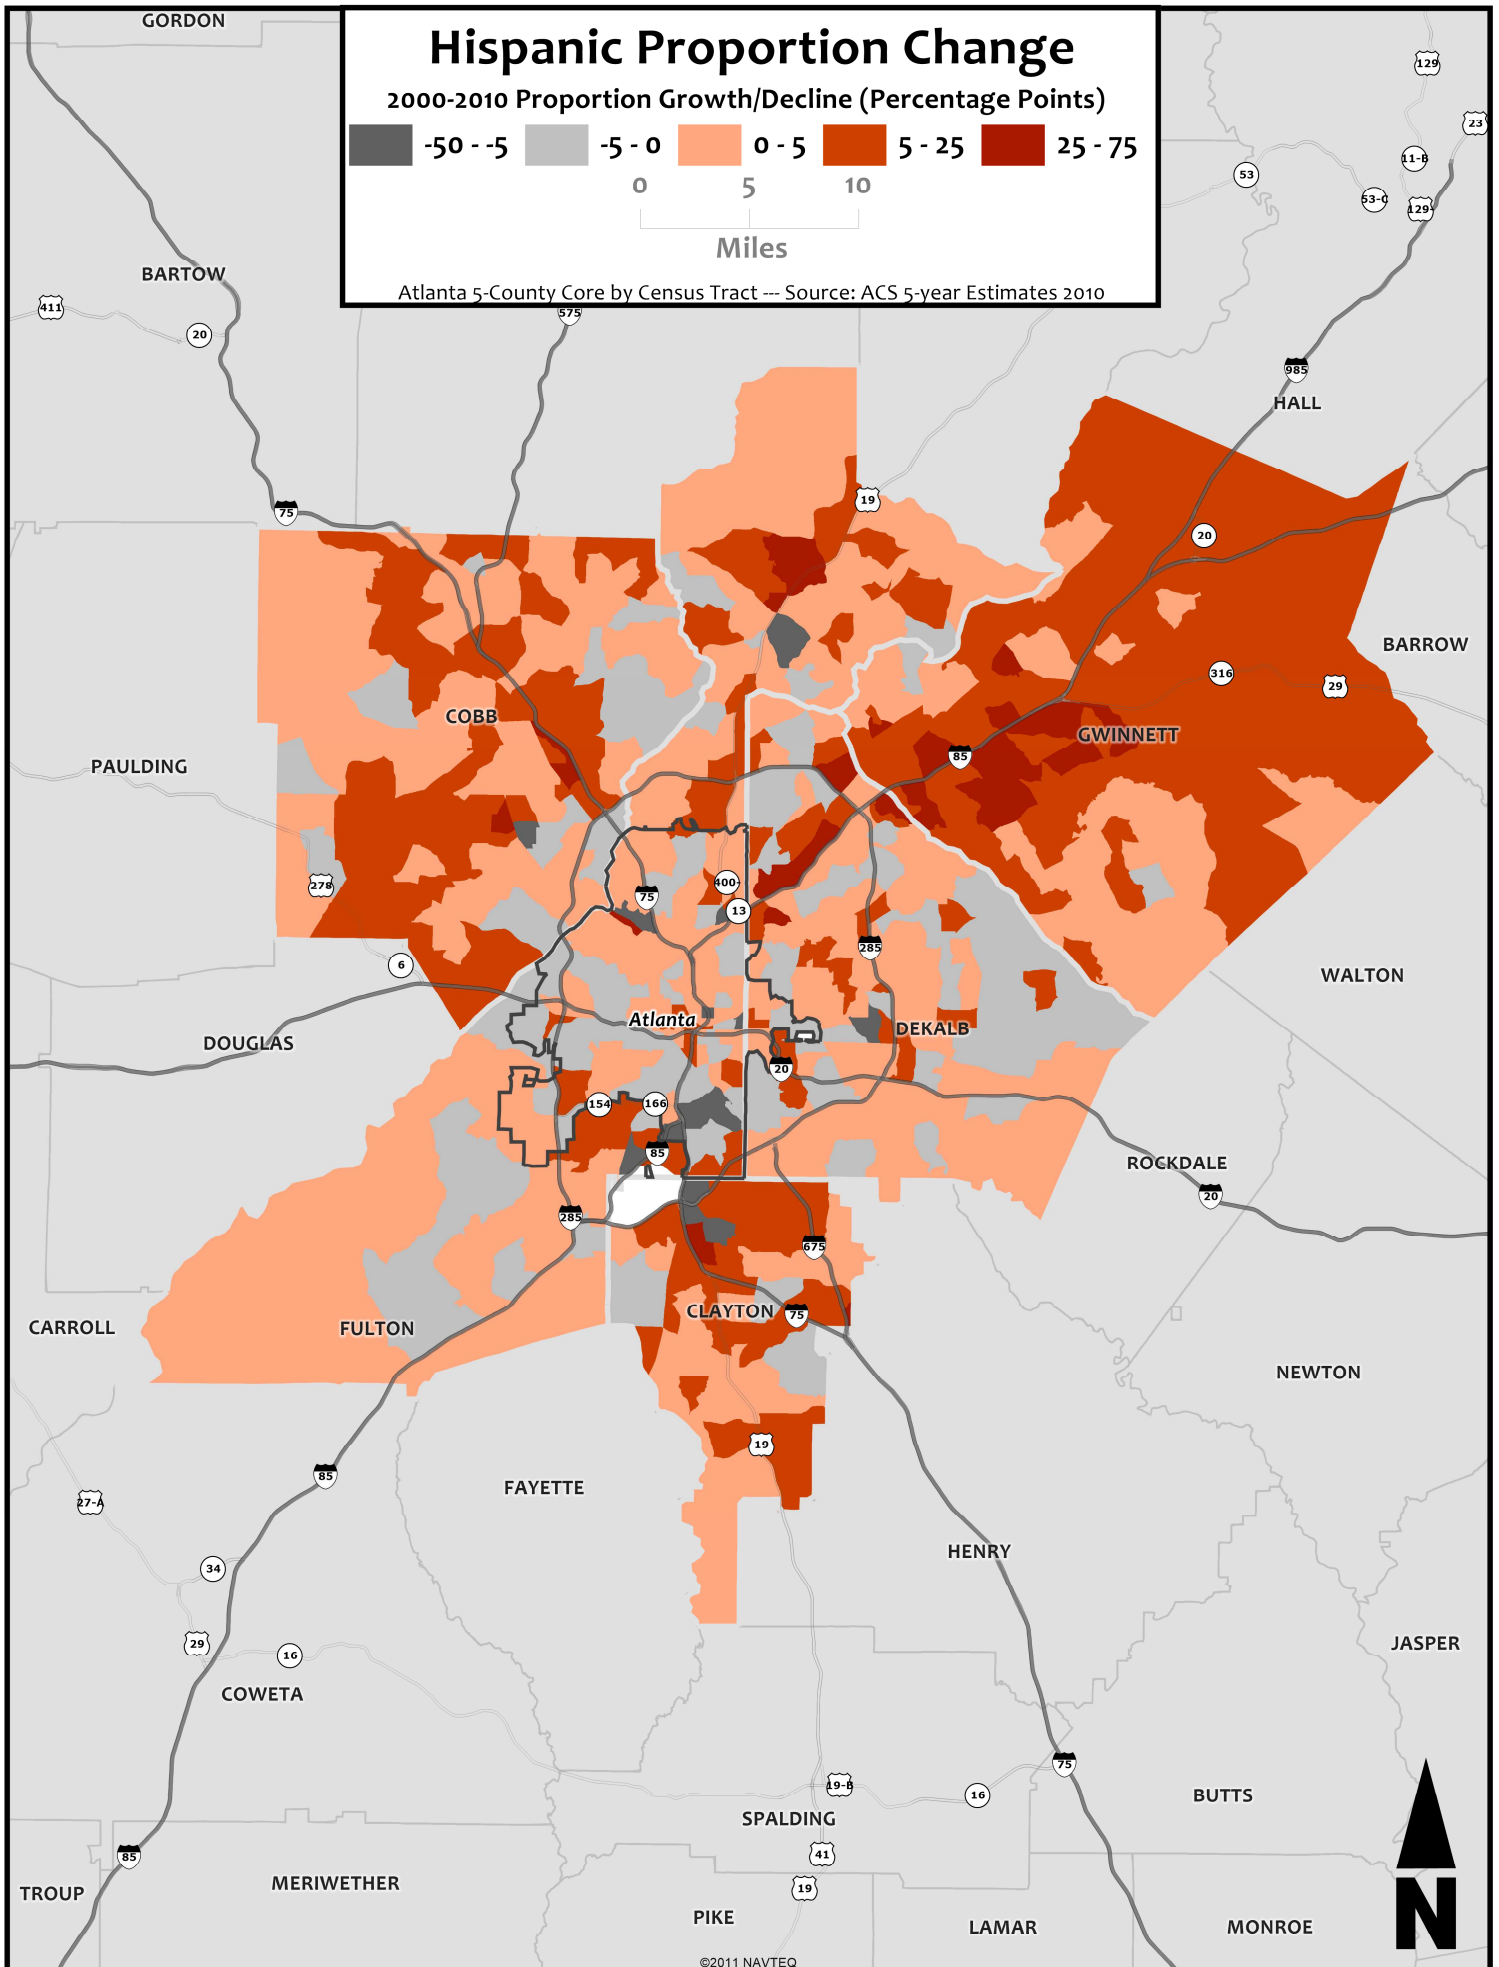 GORDON
Hispanic Proportion Change
2000-2010 Proportion Growth/Decline (Percentage Points)
-50 - -5
-5 - 0
0 - 5
5 - 25
25 - 75
0 5 10
Miles
Atlanta 5-County Core by Census Tract --- Source: ACS 5-year Estimates 2010
129
23
11-B
53
53-C
129-
BARTOW
411
20
575
985
HALL
75
19
20
BARROW
316
29
COBB
GWINNETT
85
PAULDING
278
75
400-
13
285
6
WALTON
Atlanta
DEKALB
DOUGLAS
20
154
166
85
ROCKDALE
20
285
675
CLAYTON
75
CARROLL
FULTON
NEWTON
19
85
FAYETTE
27-A
HENRY
34
29
16
JASPER
COWETA
75
19-B
16
BUTTS
SPALDING
41
85
19
MERIWETHER
TROUP
PIKE
LAMAR
MONROE
N
©2011 NAVTEQ